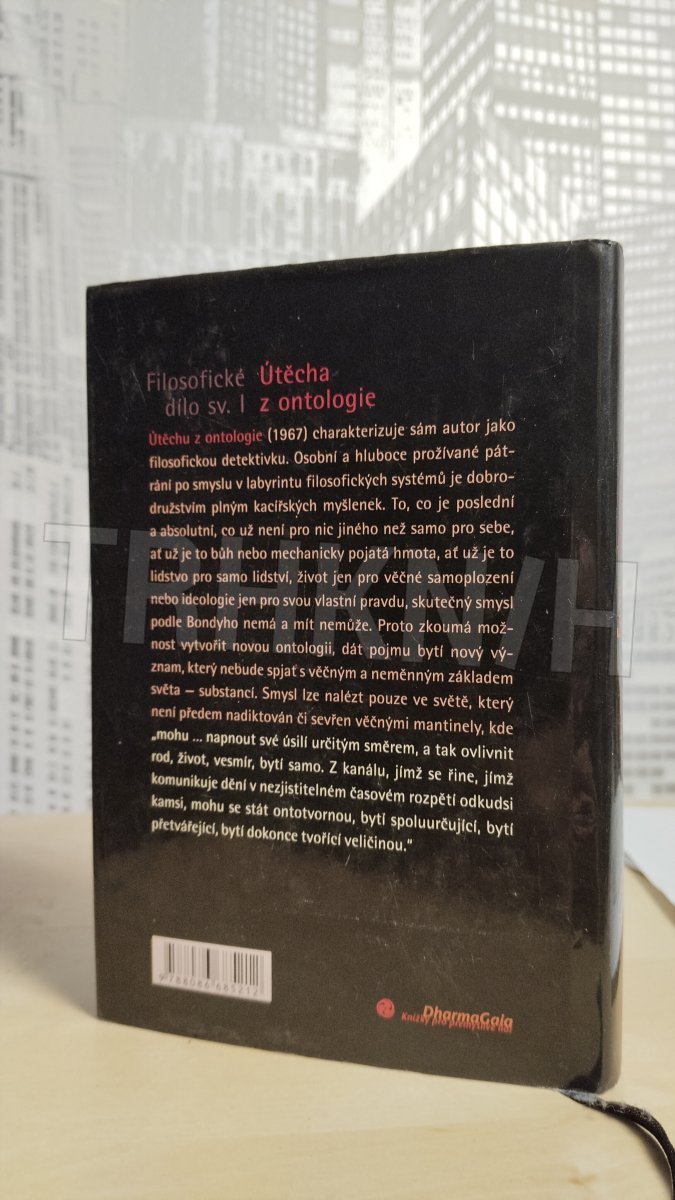 Filosofické Útěcha
dílo sv. I z ontologie
Útěchu z ontologie (1967) charakterizuje sám autor jako
filosofickou detektivku. Osobní a hluboce prožívané pát-
rání po smyslu v labyrintu filosofických systémů je dobro-
družstvím plným kacířských myšlenek. To, co je poslední
a absolutní, co už není pro nic jiného než samo pro sebe,
ať už je to bůh nebo mechanicky pojatá hmota, ať už je to
lidstvo pro samo lidství, život jen pro věčné samoplození
nebo ideologie jen pro svou vlastní pravdu, skutečný smysl
podle Bondyho nemá a mít nemůže. Proto zkoumá mož-
nost vytvořit novou ontologii, dát pojmu bytí nový vý-
znam, který nebude spjat s věčným a neměnným základem
světa – substancí. Smysl lze nalézt pouze ve světě, který
není předem nadiktován či sevřen věčnými mantinely, kde
„mohu ... napnout své úsilí určitým směrem, a tak ovlivnit
rod, život, vesmír, bytí samo. Z kanálu, jímž se řine, jímž
komunikuje dění v nezjistitelném časovém rozpětí odkudsi
kamsi, mohu se stát ontotvornou, bytí spoluurčující, bytí
přetvářející, bytí dokonce tvořící veličinou.“
9 788086 685212
DharmaGaia
Knížky pro přemýšlivé lidi
TRHKNIH